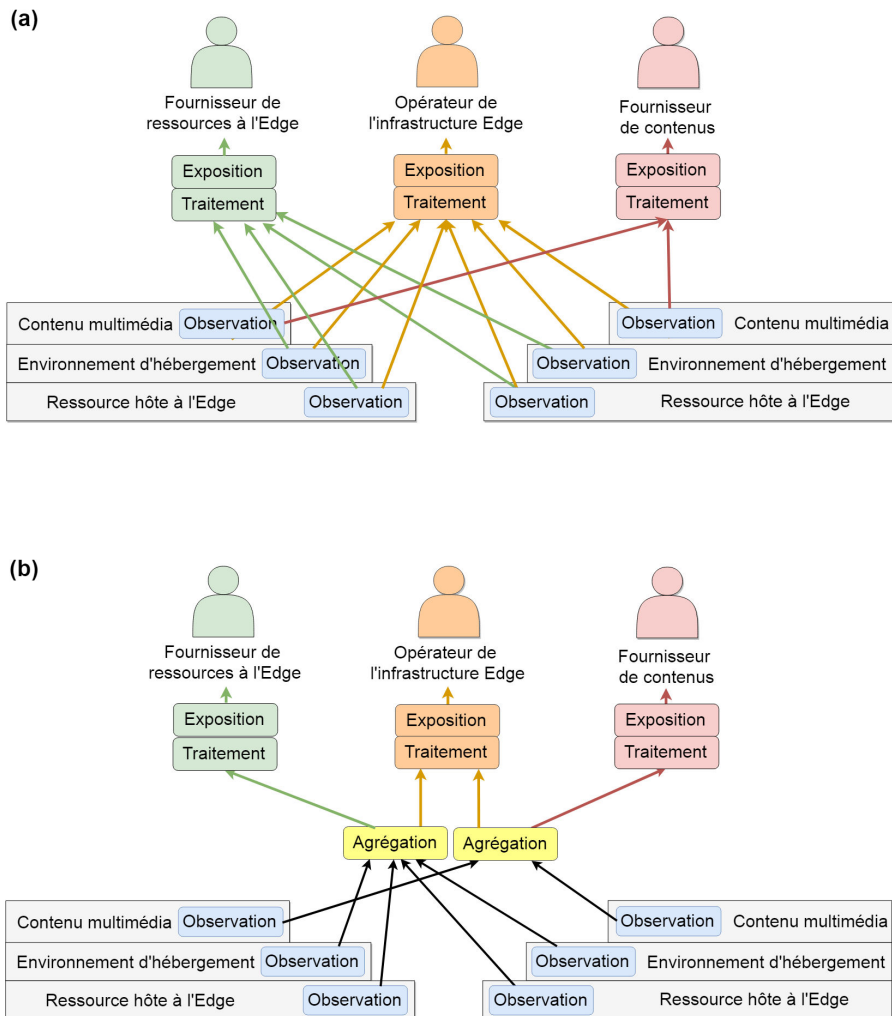 (a)
Fournisseur de
ressources à l'Edge
Opérateur de
l'infrastructure Edge
Fournisseur
de contenus
Exposition
Exposition
Exposition
Traitement
Traitement
Traitement
Contenu multimédia
Observation
Observation
Contenu multimédia
Environnement d'hébergement
Observation
Observation
Environnement d'hébergement
Ressource hôte à l'Edge
Observation
Observation
Ressource hôte à l'Edge
(b)
Fournisseur de
ressources à l'Edge
Opérateur de
l'infrastructure Edge
Fournisseur
de contenus
Exposition
Exposition
Exposition
Traitement
Traitement
Traitement
Agrégation
Agrégation
Contenu multimédia
Observation
Observation
Contenu multimédia
Environnement d'hébergement
Observation
Observation
Environnement d'hébergement
Ressource hôte à l'Edge
Observation
Observation
Ressource hôte à l'Edge